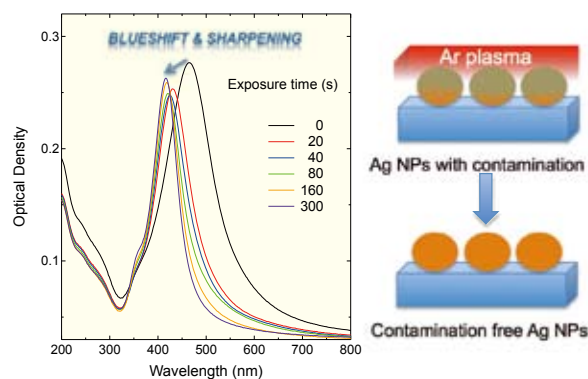 BLUESHIFT & SHARPENING
Exposure time (s)
0
20
40
80
160
300
0.3
0.2
0.1
Optical Density
200 300 400 500 600 700 800
Wavelength (nm)
Ar plasma
Ag NPs with contamination
Contamination free Ag NPs